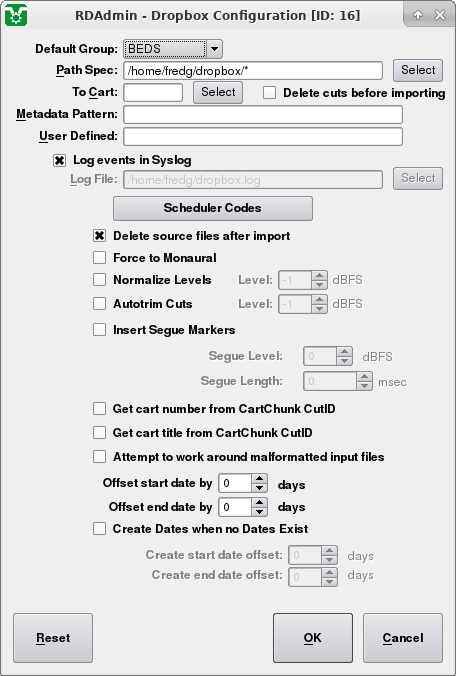 RDAdmin - Dropbox Configuration [ID: 16]
Default Group: BEDS
Path Spec: /home/fredg/dropbox/* Select
To Cart: Select Delete cuts before importing
Metadata Pattern:
User Defined:
Log events in Syslog
Log File: /home/fredg/dropbox.log Select
Scheduler Codes
Delete source files after import
Force to Monaural
Normalize Levels Level: -1 dBFS
Autotrim Cuts Level: -1 dBFS
Insert Segue Markers
Segue Level: 0 dBFS
Segue Length: 0 msec
Get cart number from CartChunk CutID
Get cart title from CartChunk CutID
Attempt to work around malformatted input files
Offset start date by 0 days
Offset end date by 0 days
Create Dates when no Dates Exist
Create start date offset: 0 days
Create end date offset: 0 days
Reset OK Cancel